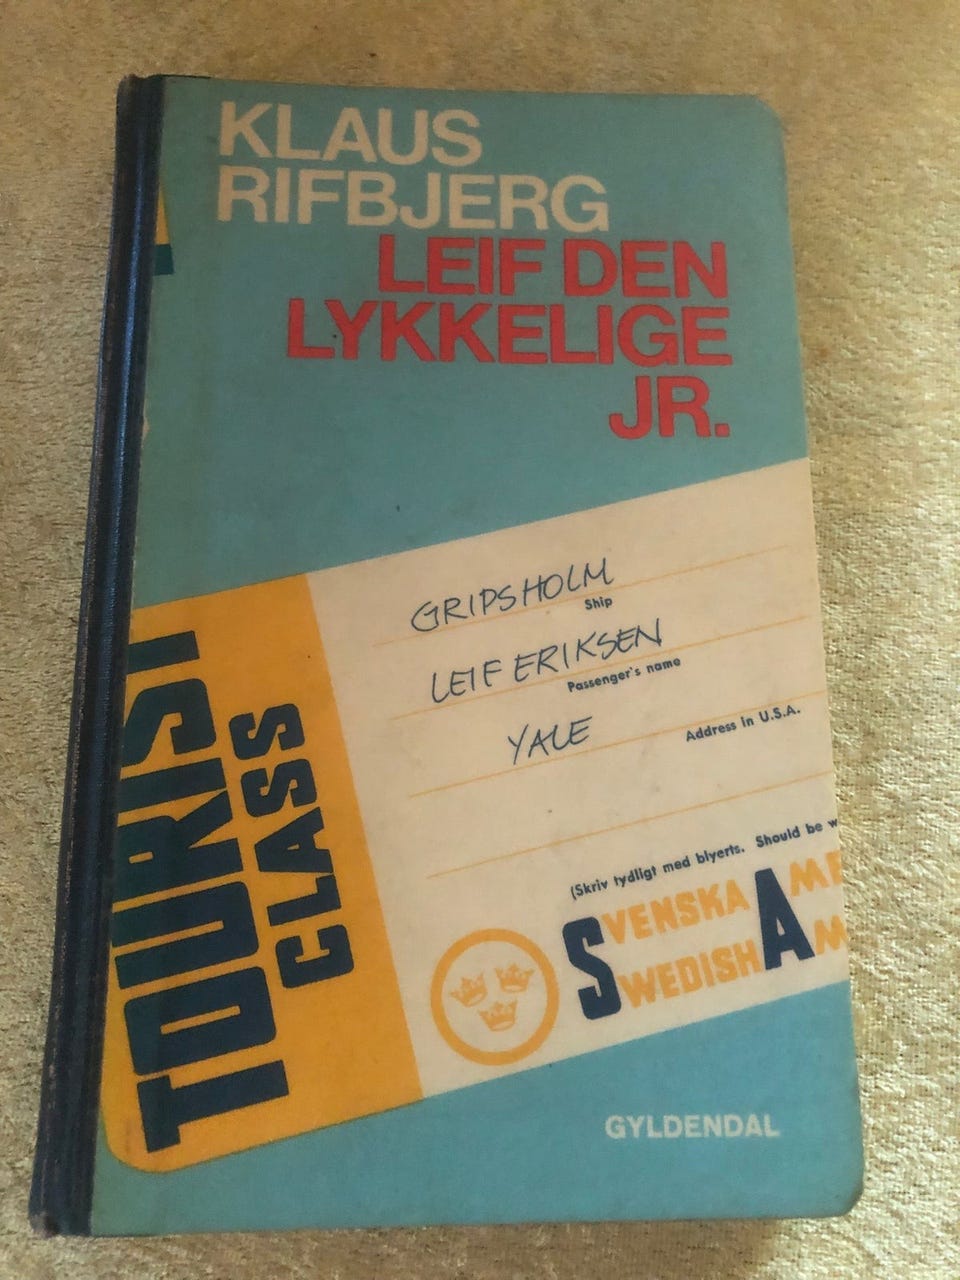 KLAUS
RIFBJERG
LEIF DEN
LYKKELIGE
JR.
GRIPSHOLM
Ship
LEIF ERIKSEN
Passenger's name
YALE
Address in U.S.A.
TOURIST
CLASS
(Skriv tydligt med blyerts. Should be w
SVENSKA AME
SWEDISH AM
GYLDENDAL